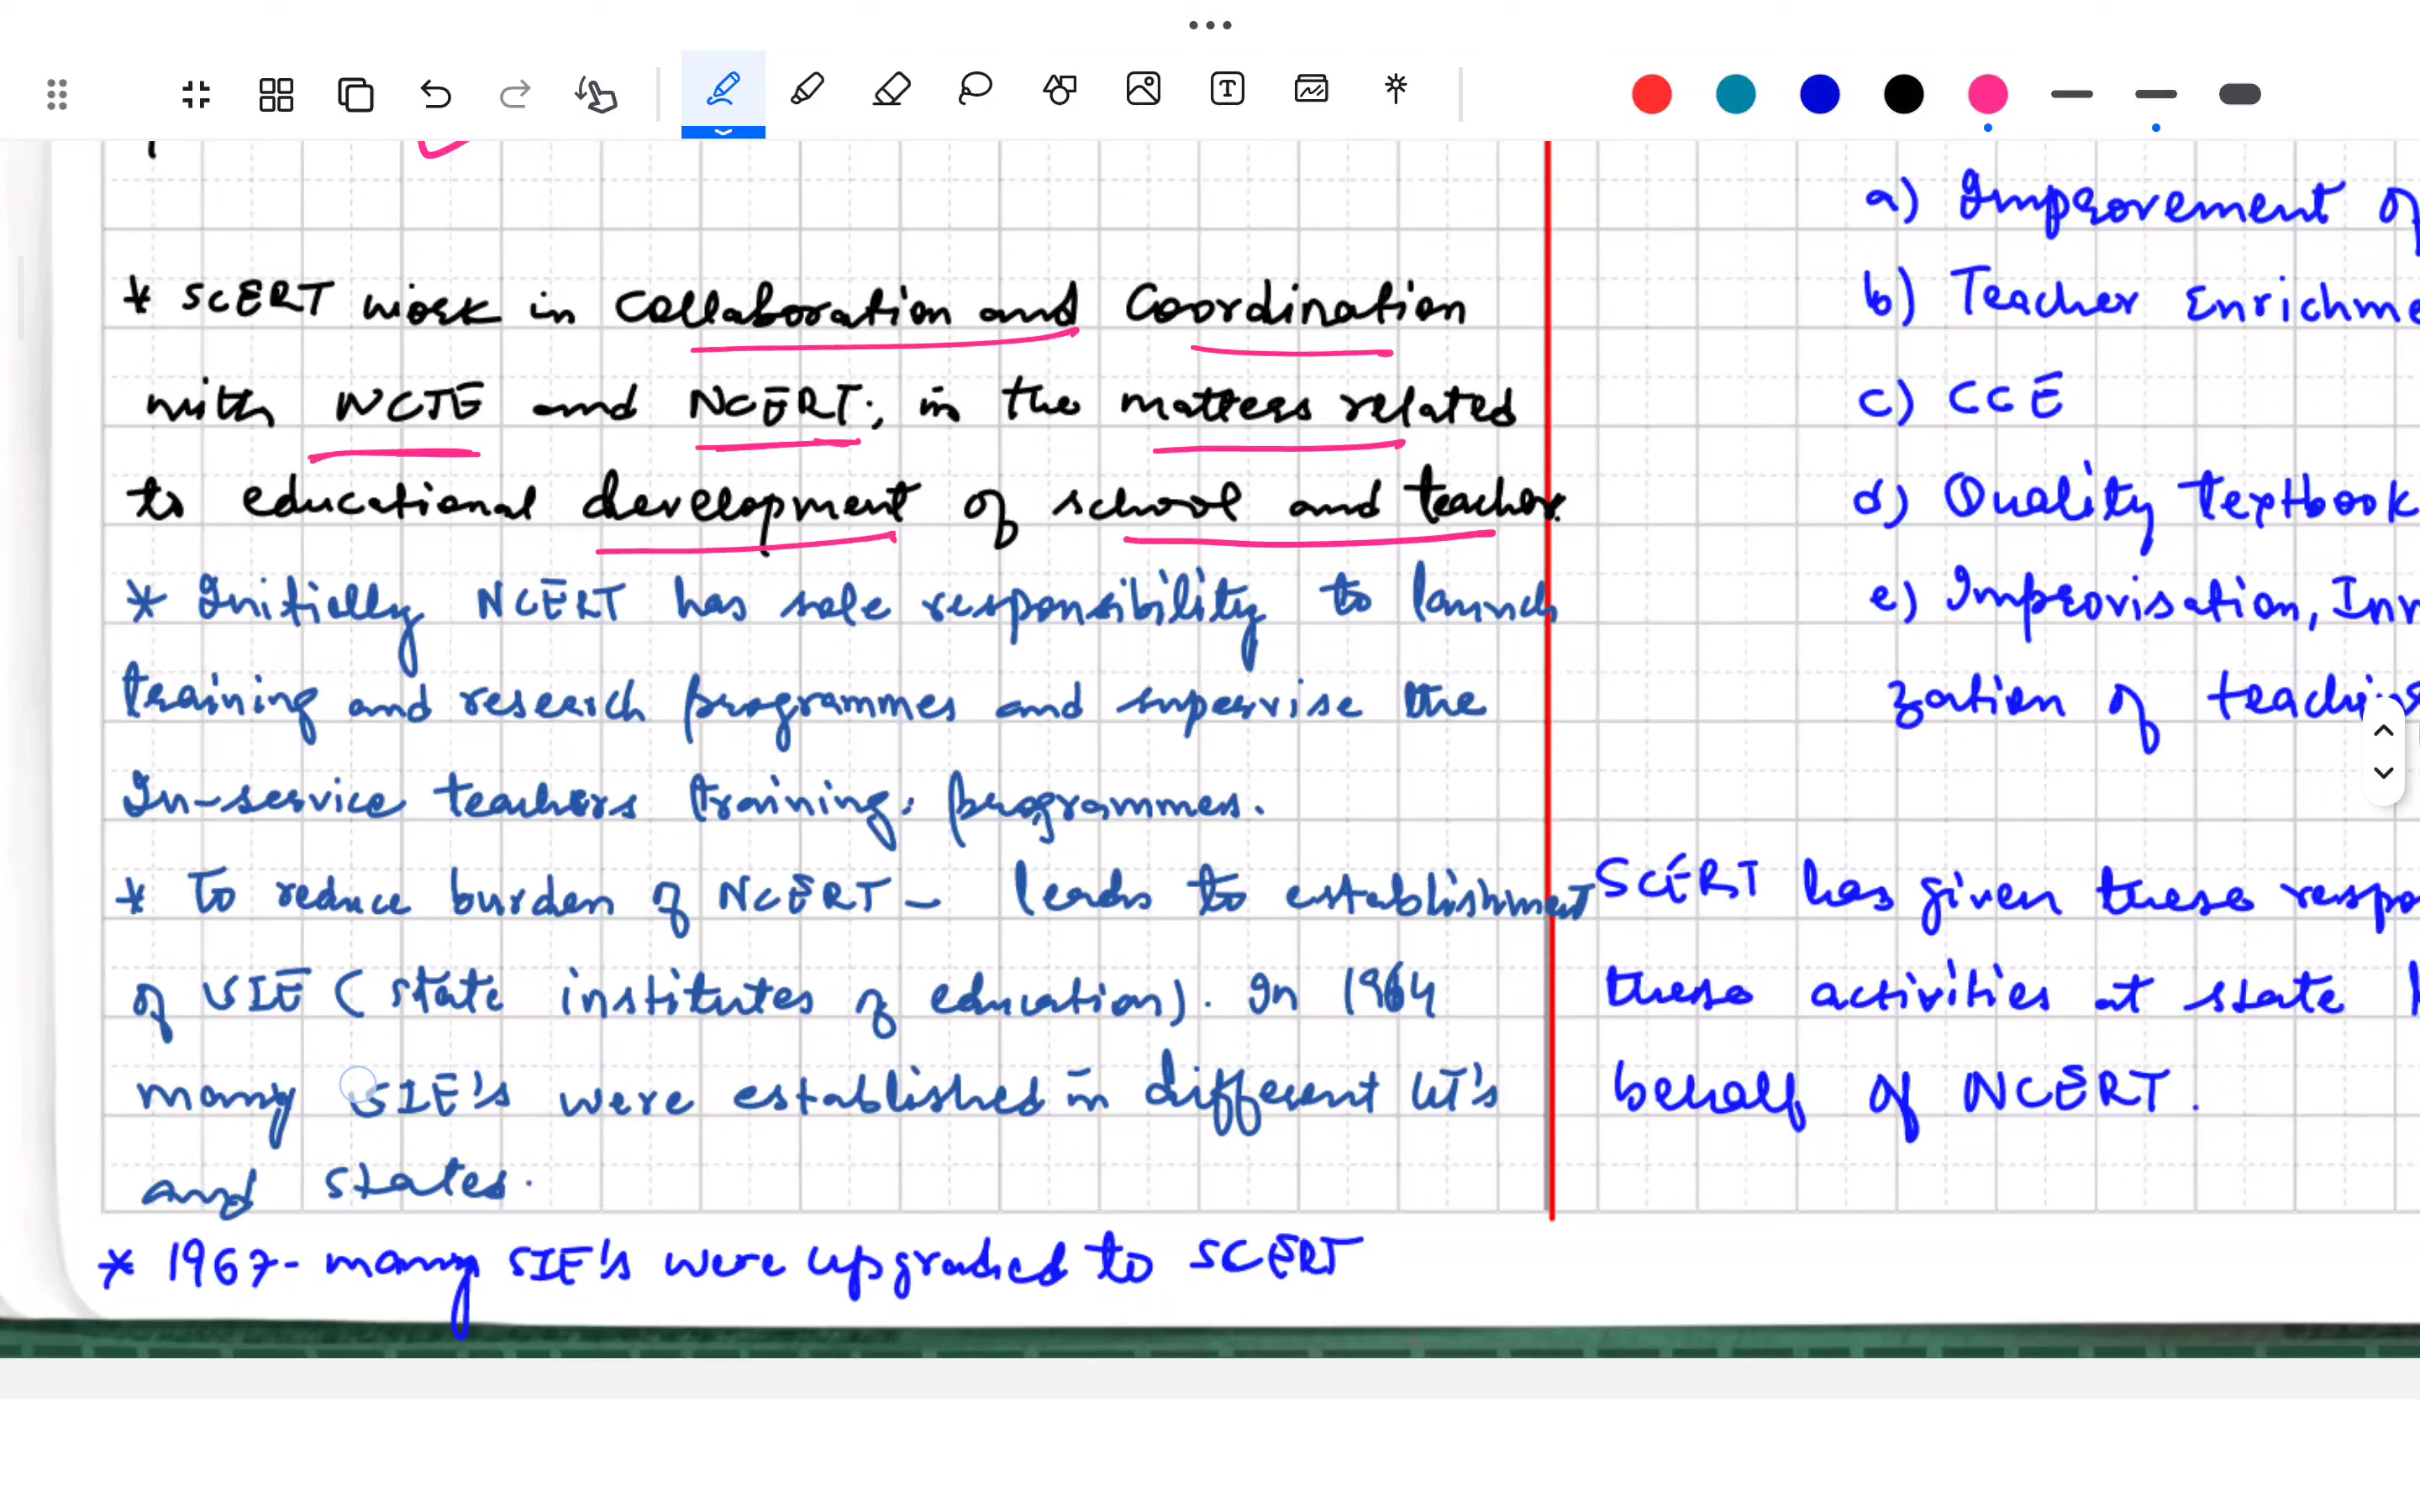 * SCERT work in collaboration and Coordination
with NCTE and NCERT; in the matters related
to educational development of school and teacher.
* Initially NCERT has sole responsibility to launch
training and research programmes and supervise the
In-service teachers training. programmes.
* To reduce burden of NCERT - leads to establishment
of SIE (state institutes of education). In 1964
many SIE's were established in different UT's
and states.
* 1967- many SIE's were upgraded to SCERT
a) Improvement of
b) Teacher Enrichme
c) CCE
d) Quality Textbook
e) Improvisation, Inn
zation of teaching
SCERT has given these respo
these activities at state
behalf of NCERT.